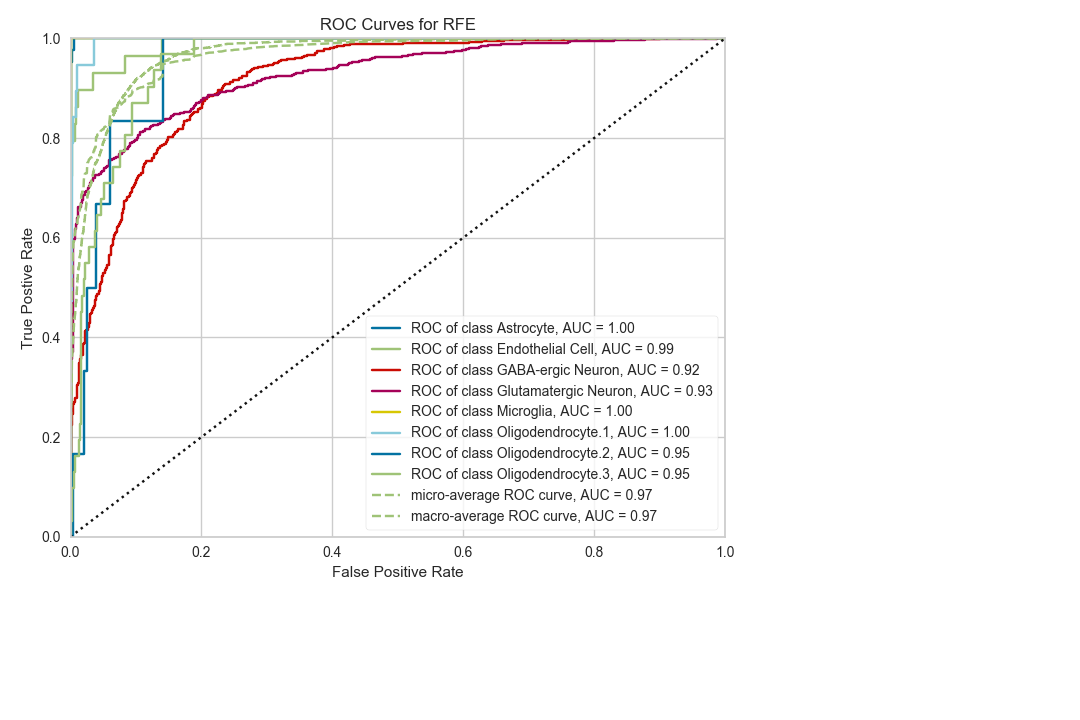 ROC Curves for RFE
True Postive Rate
1.0
0.8
0.6
0.4
0.2
0.0
ROC of class Astrocyte, AUC = 1.00
ROC of class Endothelial Cell, AUC = 0.99
ROC of class GABA-ergic Neuron, AUC = 0.92
ROC of class Glutamatergic Neuron, AUC = 0.93
ROC of class Microglia, AUC = 1.00
ROC of class Oligodendrocyte.1, AUC = 1.00
ROC of class Oligodendrocyte.2, AUC = 0.95
ROC of class Oligodendrocyte.3, AUC = 0.95
micro-average ROC curve, AUC = 0.97
macro-average ROC curve, AUC = 0.97
0.0 0.2 0.4 0.6 0.8 1.0
False Positive Rate